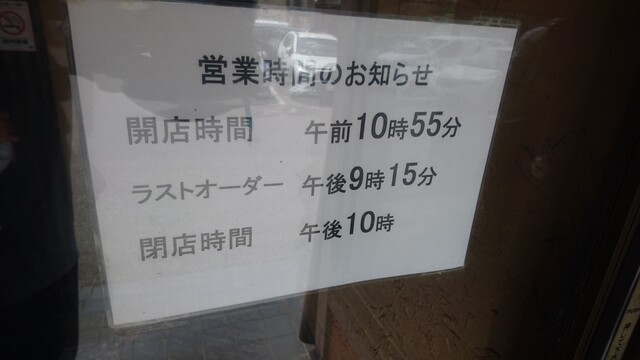 営業時間のお知らせ
開店時間 午前10時55分
ラストオーダー 午後9時15分
閉店時間 午後10時